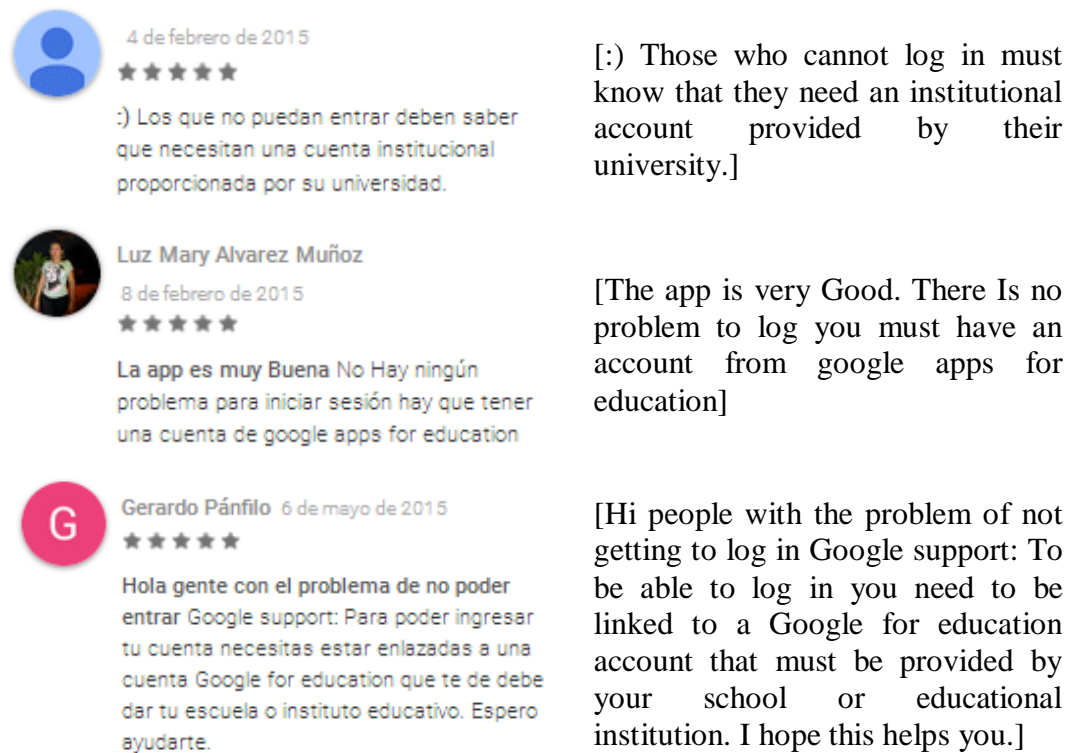 4 de febrero de 2015
:) Los que no puedan entrar deben saber
que necesitan una cuenta institucional
proporcionada por su universidad.
[:) Those who cannot log in must
know that they need an institutional
account provided by their
university.]
Luz Mary Alvarez Muñoz
8 de febrero de 2015
La app es muy Buena No Hay ningún
problema para iniciar sesión hay que tener
una cuenta de google apps for education
[The app is very Good. There Is no
problem to log you must have an
account from google apps for
education]
G
Gerardo Pánfilo 6 de mayo de 2015
Hola gente con el problema de no poder
entrar Google support: Para poder ingresar
tu cuenta necesitas estar enlazadas a una
cuenta Google for education que te de debe
dar tu escuela o instituto educativo. Espero
ayudarte.
[Hi people with the problem of not
getting to log in Google support: To
be able to log in you need to be
linked to a Google for education
account that must be provided by
your school or educational
institution. I hope this helps you.]